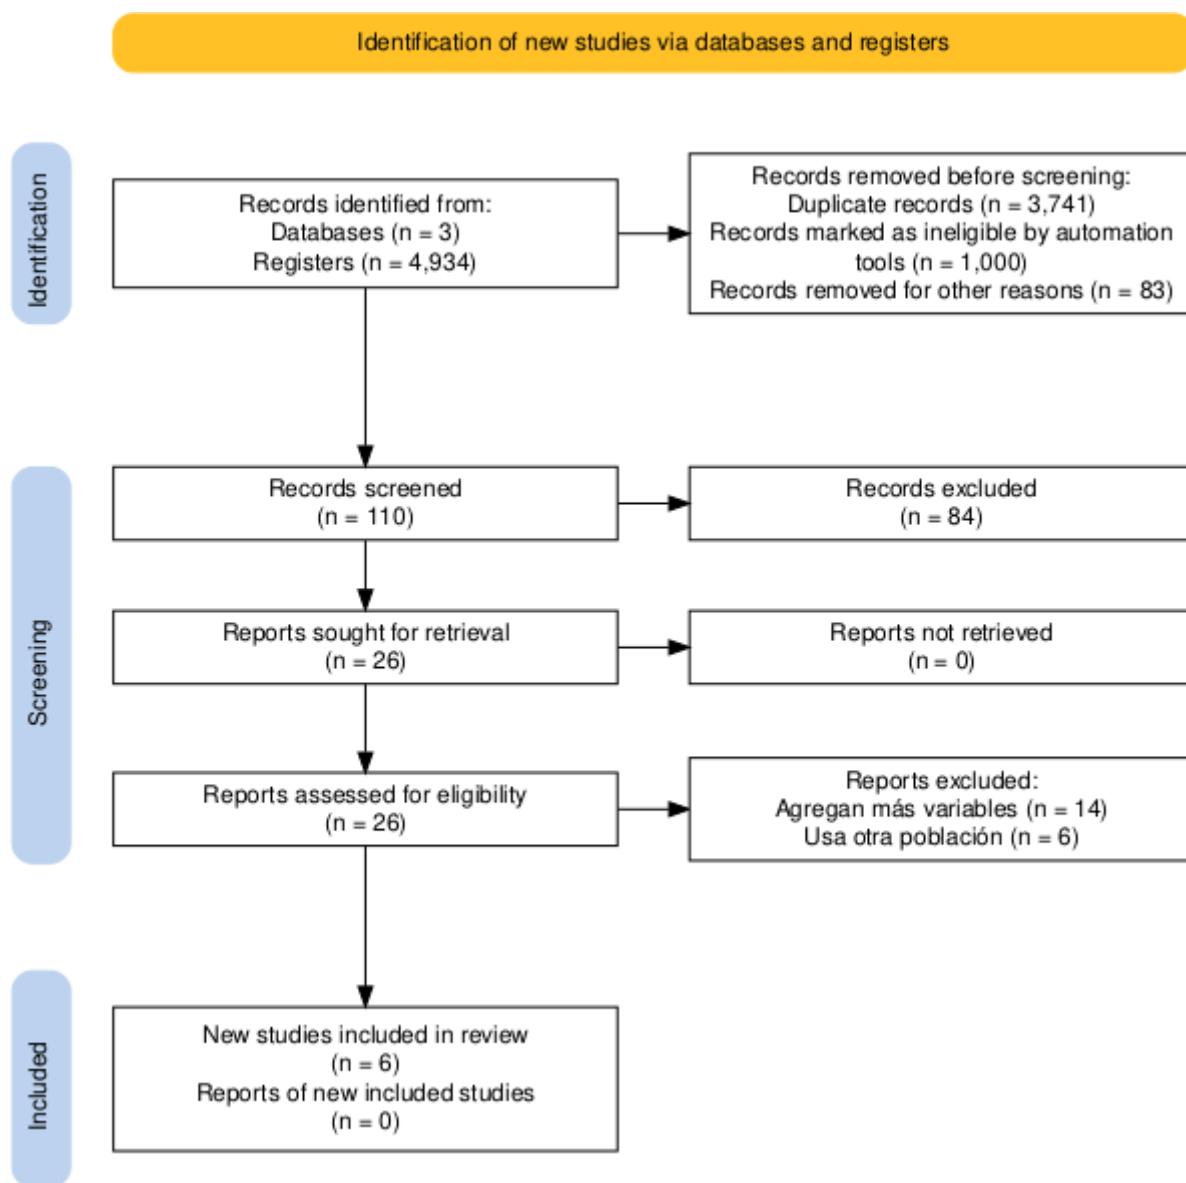 Identification of new studies via databases and registers
Identification
Records identified from:
Databases (n = 3)
Registers (n = 4,934)
Records removed before screening:
Duplicate records (n = 3,741)
Records marked as ineligible by automation
tools (n = 1,000)
Records removed for other reasons (n = 83)
Screening
Records screened
(n = 110)
Records excluded
(n = 84)
Reports sought for retrieval
(n = 26)
Reports not retrieved
(n = 0)
Reports assessed for eligibility
(n = 26)
Reports excluded:
Agregan más variables (n = 14)
Usa otra población (n = 6)
Included
New studies included in review
(n = 6)
Reports of new included studies
(n = 0)